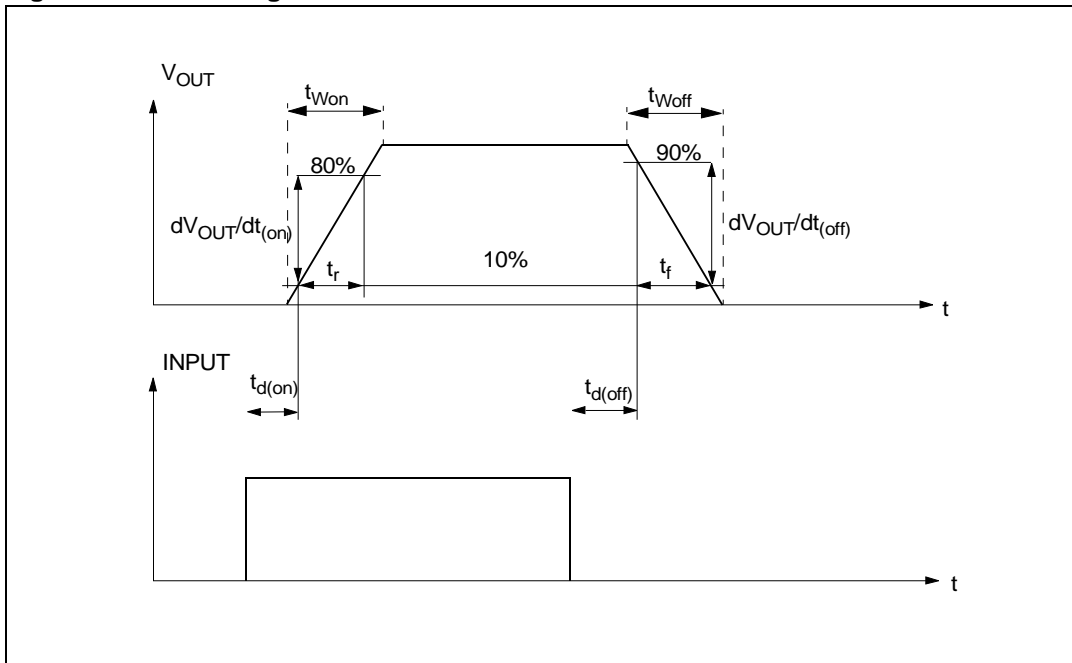 V_OUT
t_Won
t_Woff
80%
90%
dV_OUT/dt_(on)
dV_OUT/dt_(off)
t_r
10%
t_f
t
INPUT
t_d(on)
t_d(off)
t